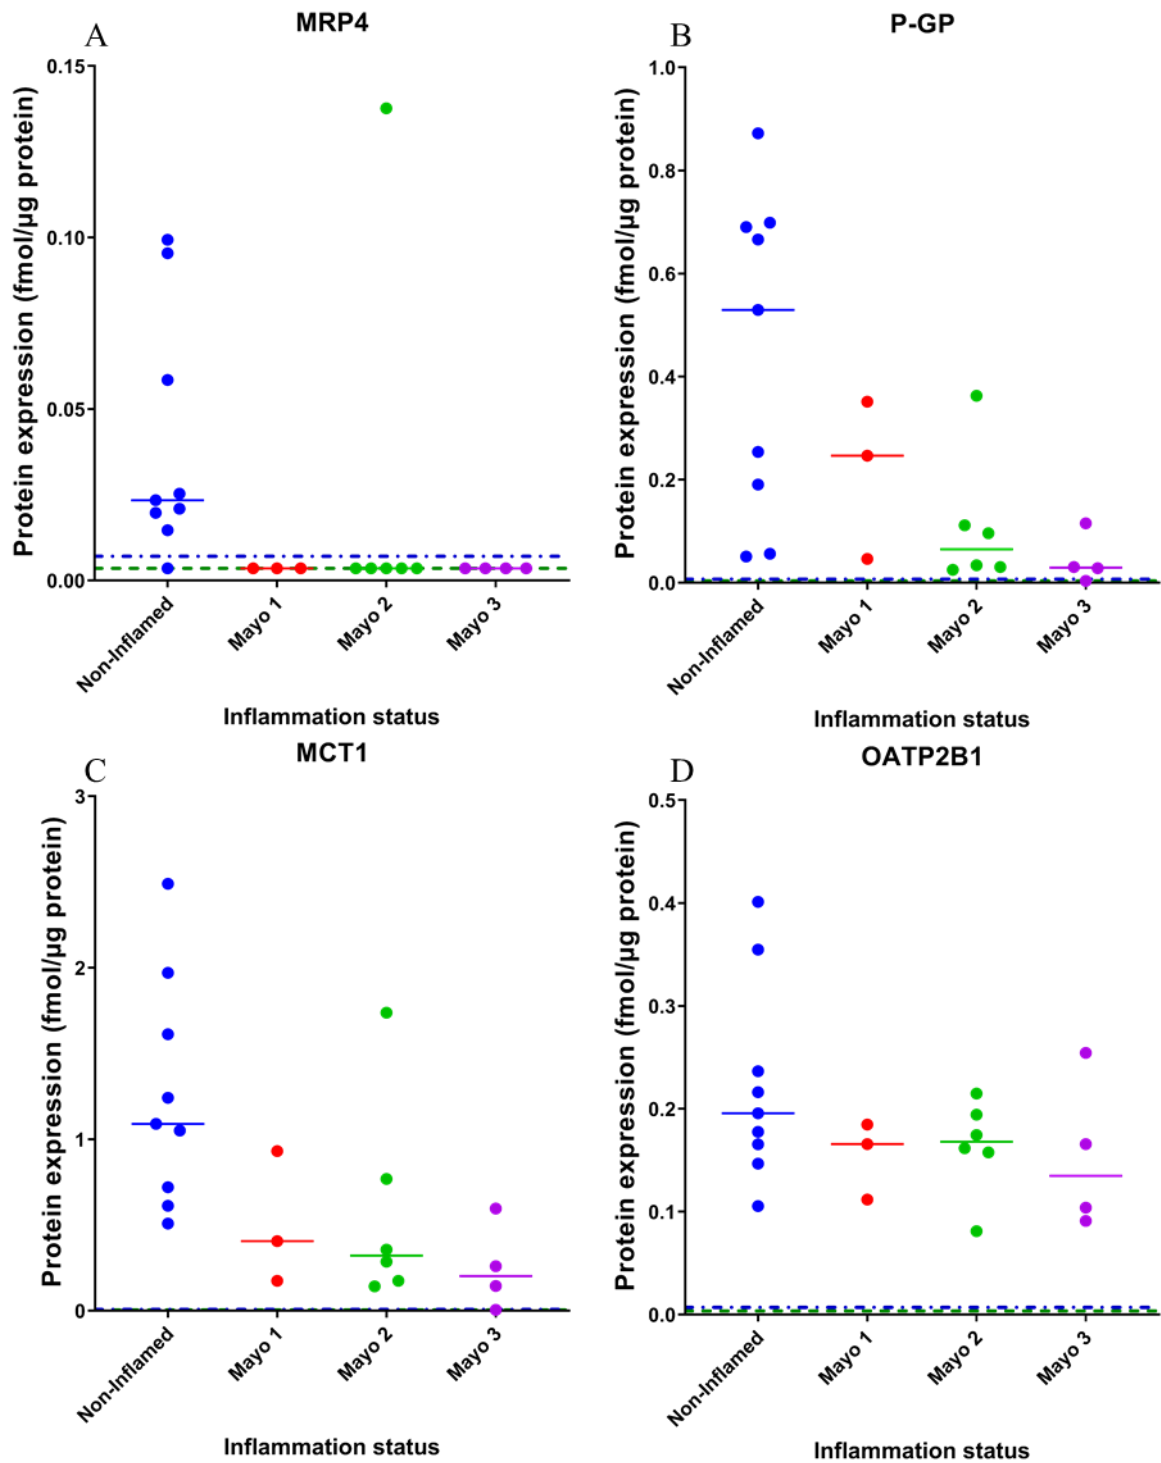 A
MRP4
Protein expression (fmol/µg protein)
0.15
0.10
0.05
0.00
Non-Inflamed
Mayo 1
Mayo 2
Mayo 3
Inflammation status
B
P-GP
Protein expression (fmol/µg protein)
1.0
0.8
0.6
0.4
0.2
0.0
Non-Inflamed
Mayo 1
Mayo 2
Mayo 3
Inflammation status
C
MCT1
Protein expression (fmol/µg protein)
3
2
1
0
Non-Inflamed
Mayo 1
Mayo 2
Mayo 3
Inflammation status
D
OATP2B1
Protein expression (fmol/µg protein)
0.5
0.4
0.3
0.2
0.1
0.0
Non-Inflamed
Mayo 1
Mayo 2
Mayo 3
Inflammation status